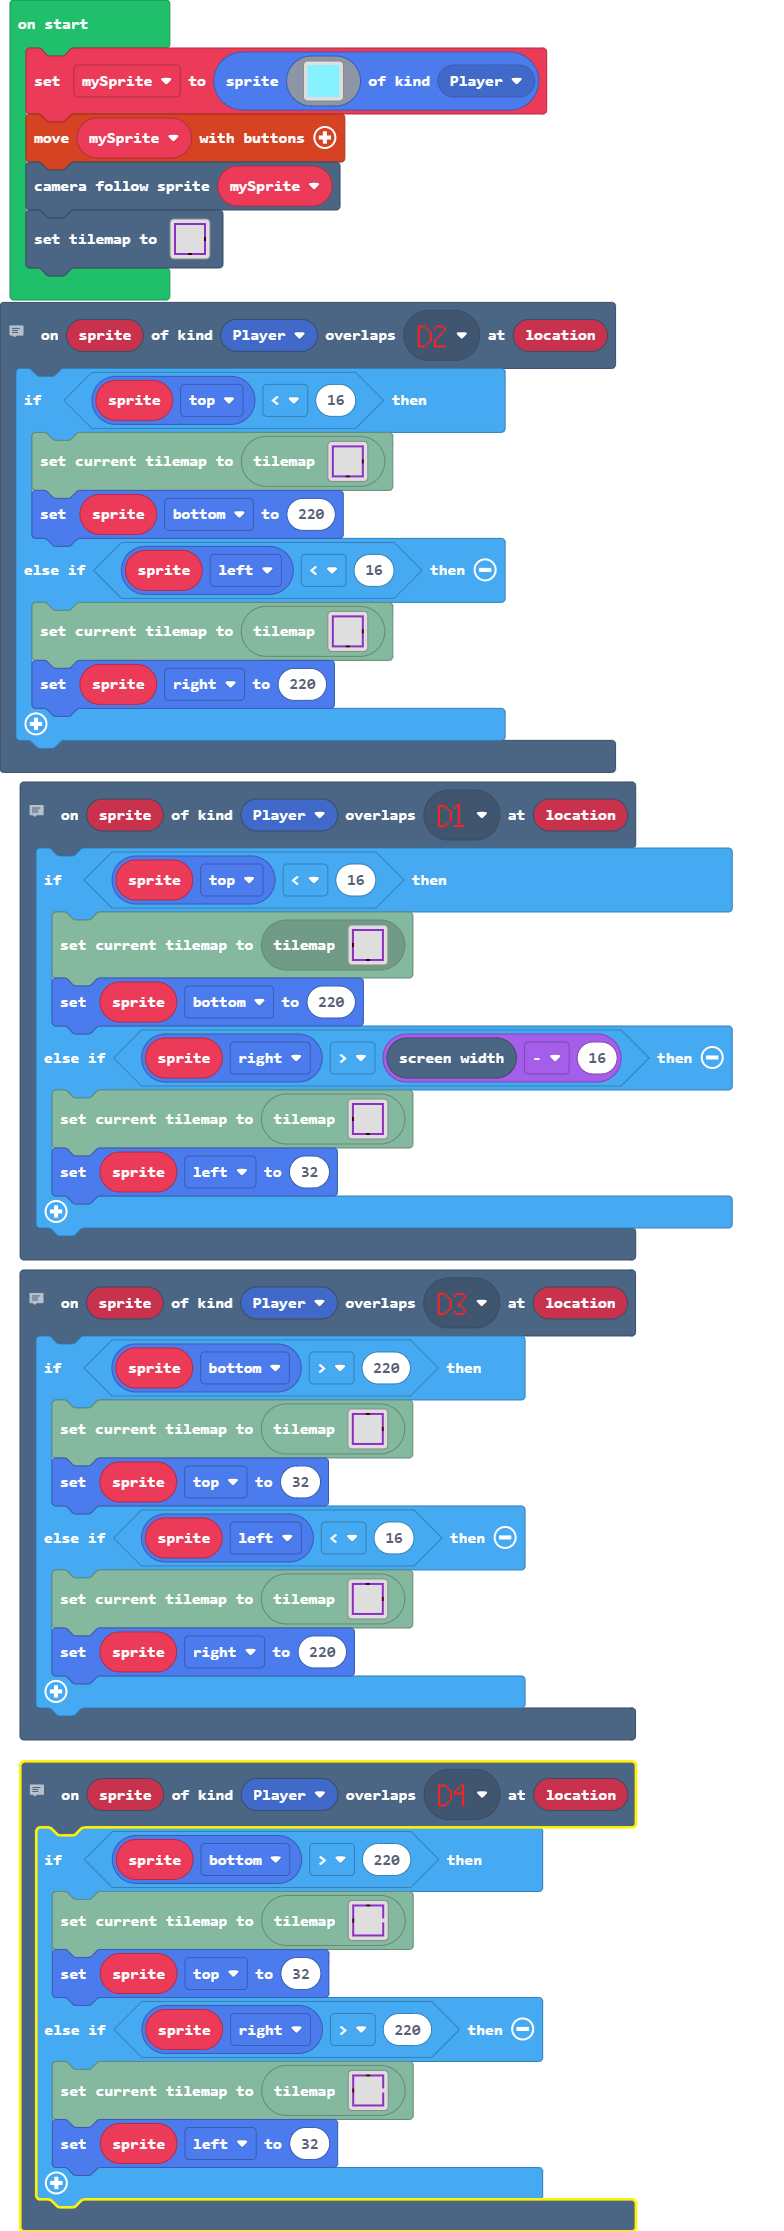 on start
set mySprite to sprite of kind Player
move mySprite with buttons
camera follow sprite mySprite
set tilemap to
on sprite of kind Player overlaps D2 at location
if sprite top < 16 then
set current tilemap to tilemap
set sprite bottom to 220
else if sprite left < 16 then
set current tilemap to tilemap
set sprite right to 220
on sprite of kind Player overlaps D1 at location
if sprite top < 16 then
set current tilemap to tilemap
set sprite bottom to 220
else if sprite right > screen width - 16 then
set current tilemap to tilemap
set sprite left to 32
on sprite of kind Player overlaps D3 at location
if sprite bottom > 220 then
set current tilemap to tilemap
set sprite top to 32
else if sprite left < 16 then
set current tilemap to tilemap
set sprite right to 220
on sprite of kind Player overlaps D4 at location
if sprite bottom > 220 then
set current tilemap to tilemap
set sprite top to 32
else if sprite right > 220 then
set current tilemap to tilemap
set sprite left to 32